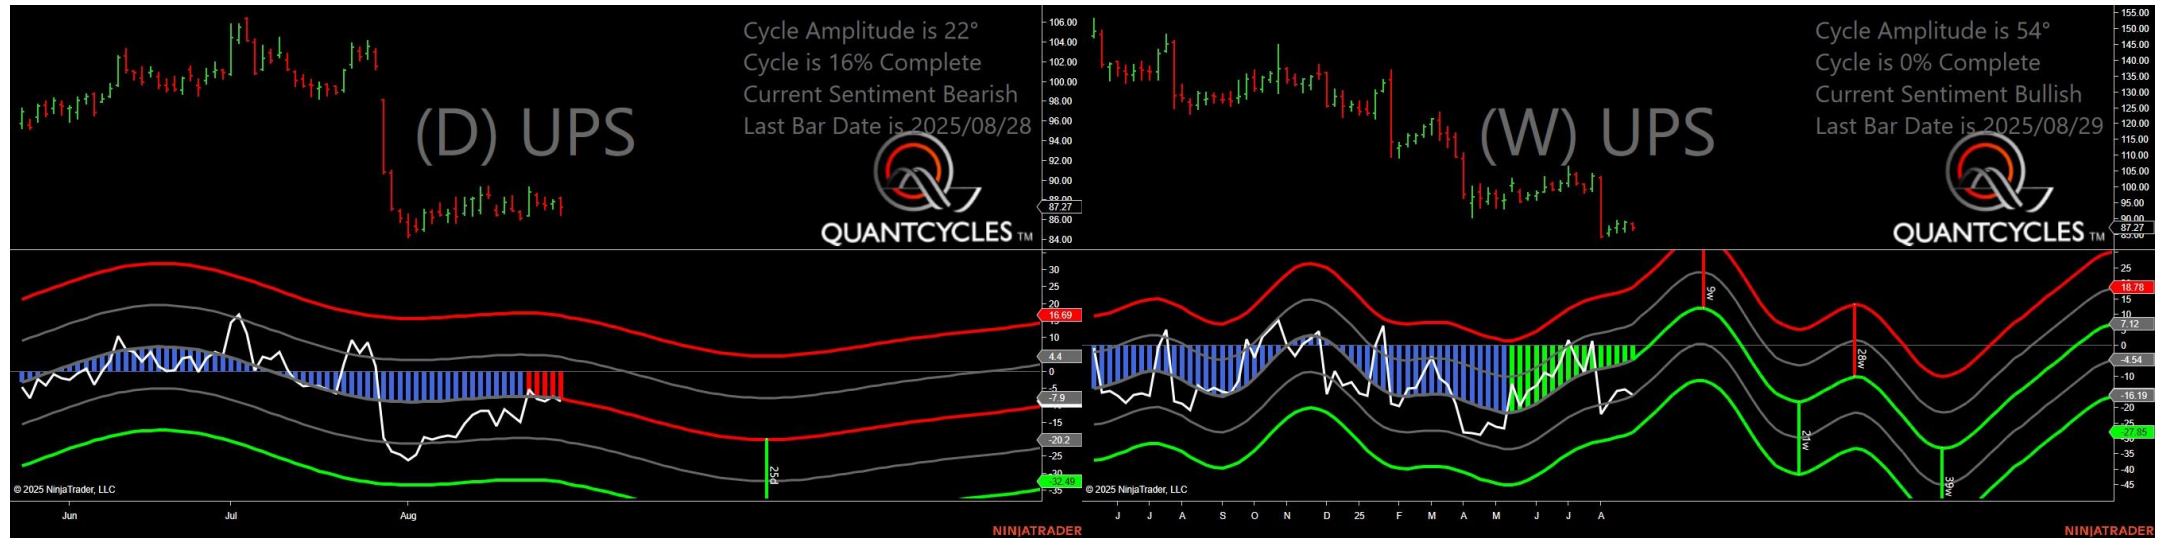 Cycle Amplitude is 22°
Cycle is 16% Complete
Current Sentiment Bearish
Last Bar Date is 2025/08/28
(D) UPS
QUANTCYCLES TM
106.00
104.00
102.00
100.00
98.00
96.00
94.00
92.00
90.00
87.27
86.00
84.00
30
25
20
16.69
10
4.4
0
-5
-7.9
-15
-20.2
-25
-30
-32.49
-35
25d
© 2025 NinjaTrader, LLC
Jun
Jul
Aug
NINJATRADER
Cycle Amplitude is 54°
Cycle is 0% Complete
Current Sentiment Bullish
Last Bar Date is 2025/08/29
(W) UPS
QUANTCYCLES TM
155.00
150.00
145.00
140.00
135.00
130.00
125.00
120.00
115.00
110.00
105.00
100.00
95.00
90.00
87.27
85.00
25
18.78
15
10
7.12
0
-4.54
-10
-16.19
-20
-27.85
-35
-40
-45
9w
21w
28w
39w
© 2025 NinjaTrader, LLC
J
J
A
S
O
N
D
25
F
M
A
M
J
J
A
NINJATRADER